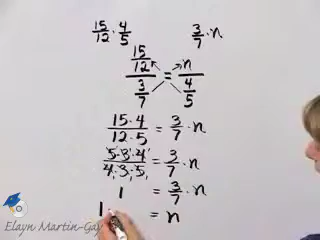 15/12 · 4/5   3/7 · n
(15/12)/(3/7) = n/(4/5)
(15 · 4)/(12 · 5) = 3/7 · n
(5·3·4)/(4·3·5) = 3/7 · n
1 = 3/7 · n
1 · = n
Elayn Martin-Gay